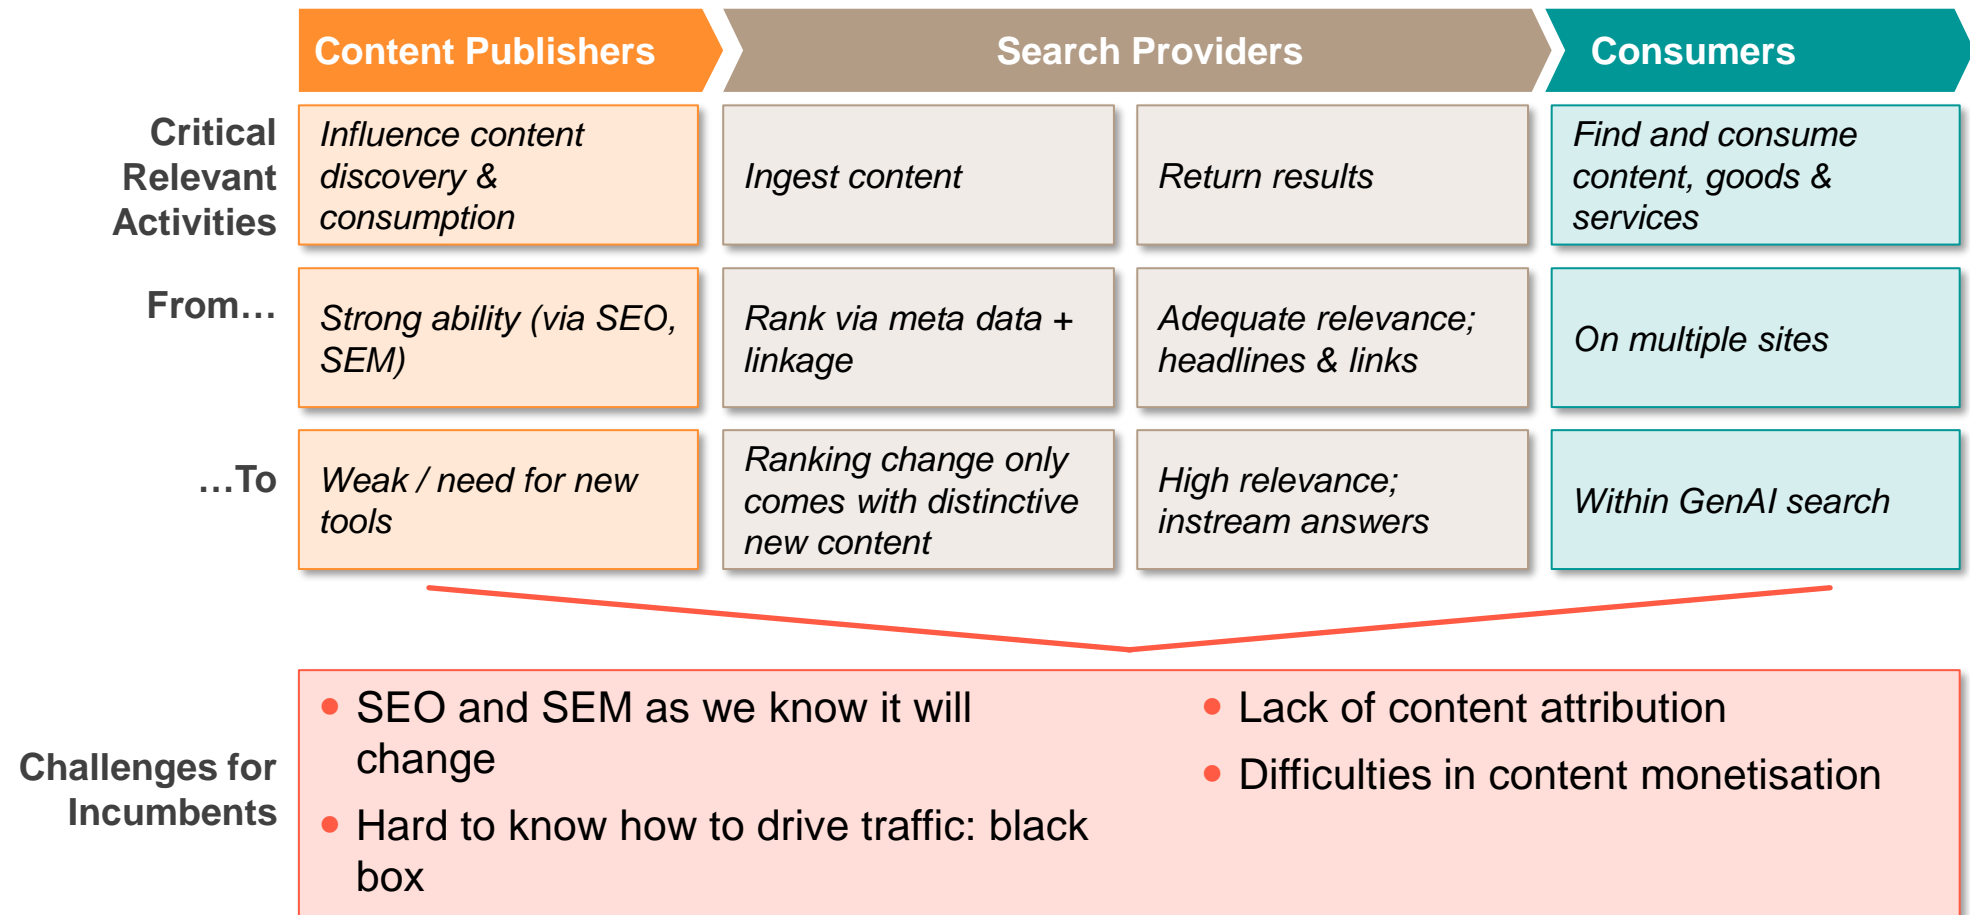 Content Publishers
Search Providers
Consumers
Critical
Relevant
Activities
Influence content
discovery &
consumption
Ingest content
Return results
Find and consume
content, goods &
services
From…
Strong ability (via SEO,
SEM)
Rank via meta data +
linkage
Adequate relevance;
headlines & links
On multiple sites
…To
Weak / need for new
tools
Ranking change only
comes with distinctive
new content
High relevance;
instream answers
Within GenAI search
Challenges for
Incumbents
• SEO and SEM as we know it will
change
• Hard to know how to drive traffic: black
box
• Lack of content attribution
• Difficulties in content monetisation